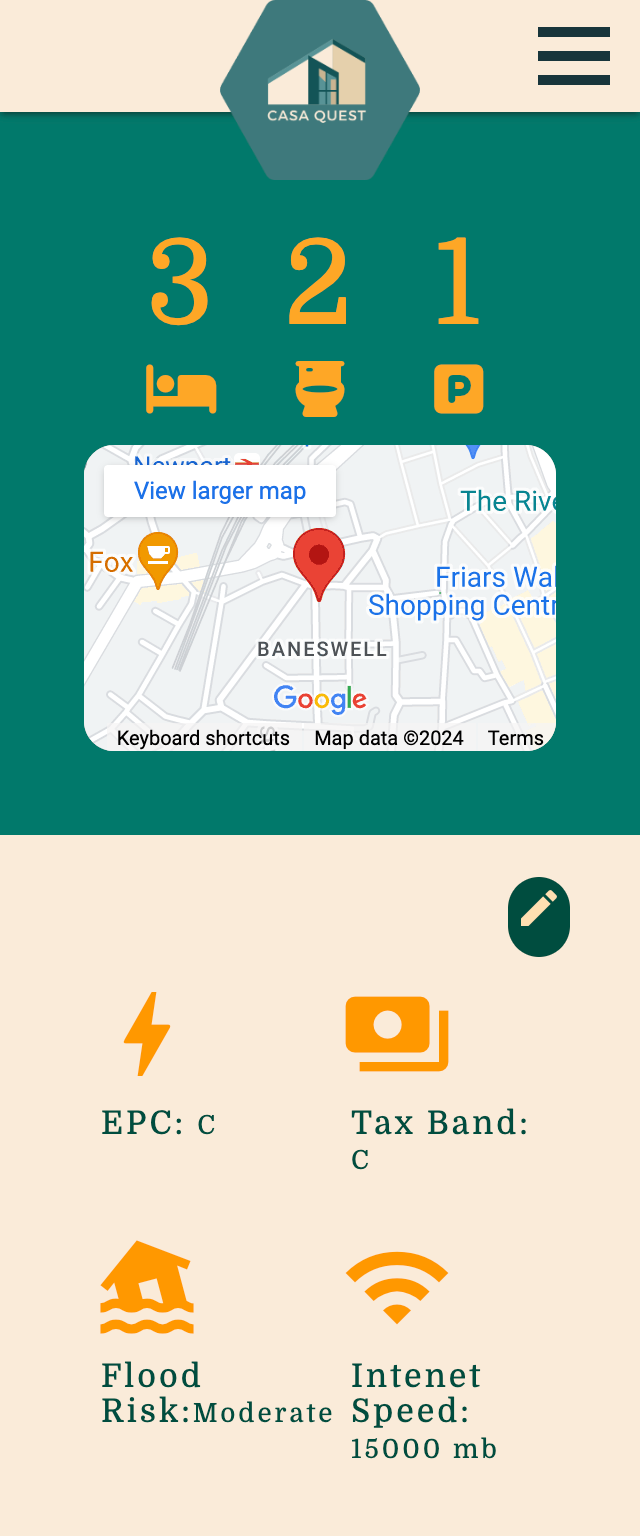 CASA QUEST
3 2 1
P
Newport
View larger map
The Rive
Fox
Friars Wal
Shopping Centr
BANESWELL
Google
Keyboard shortcuts Map data ©2024 Terms
EPC: C
Tax Band:
C
Flood
Risk:Moderate
Intenet
Speed:
15000 mb